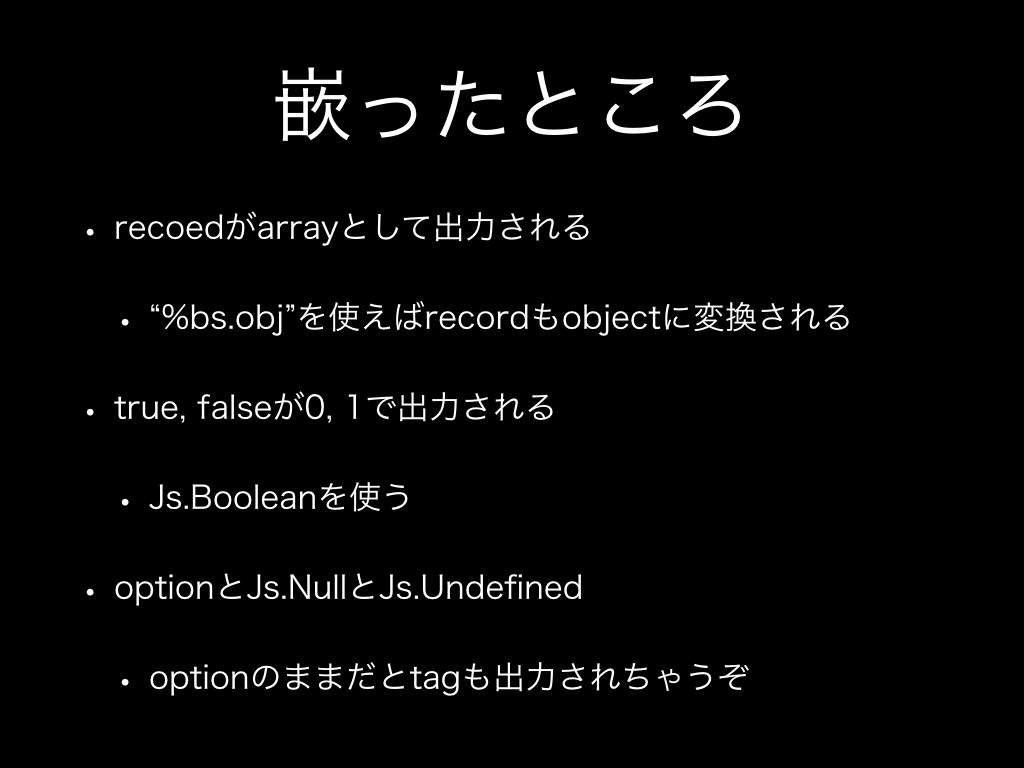 嵌ったところ
• recoedがarrayとして出力される
• “%bs.obj”を使えばrecordもobjectに変換される
• true, falseが0, 1で出力される
• Js.Booleanを使う
• optionとJs.NullとJs.Undefined
• optionのままだとtagも出力されちゃうぞ